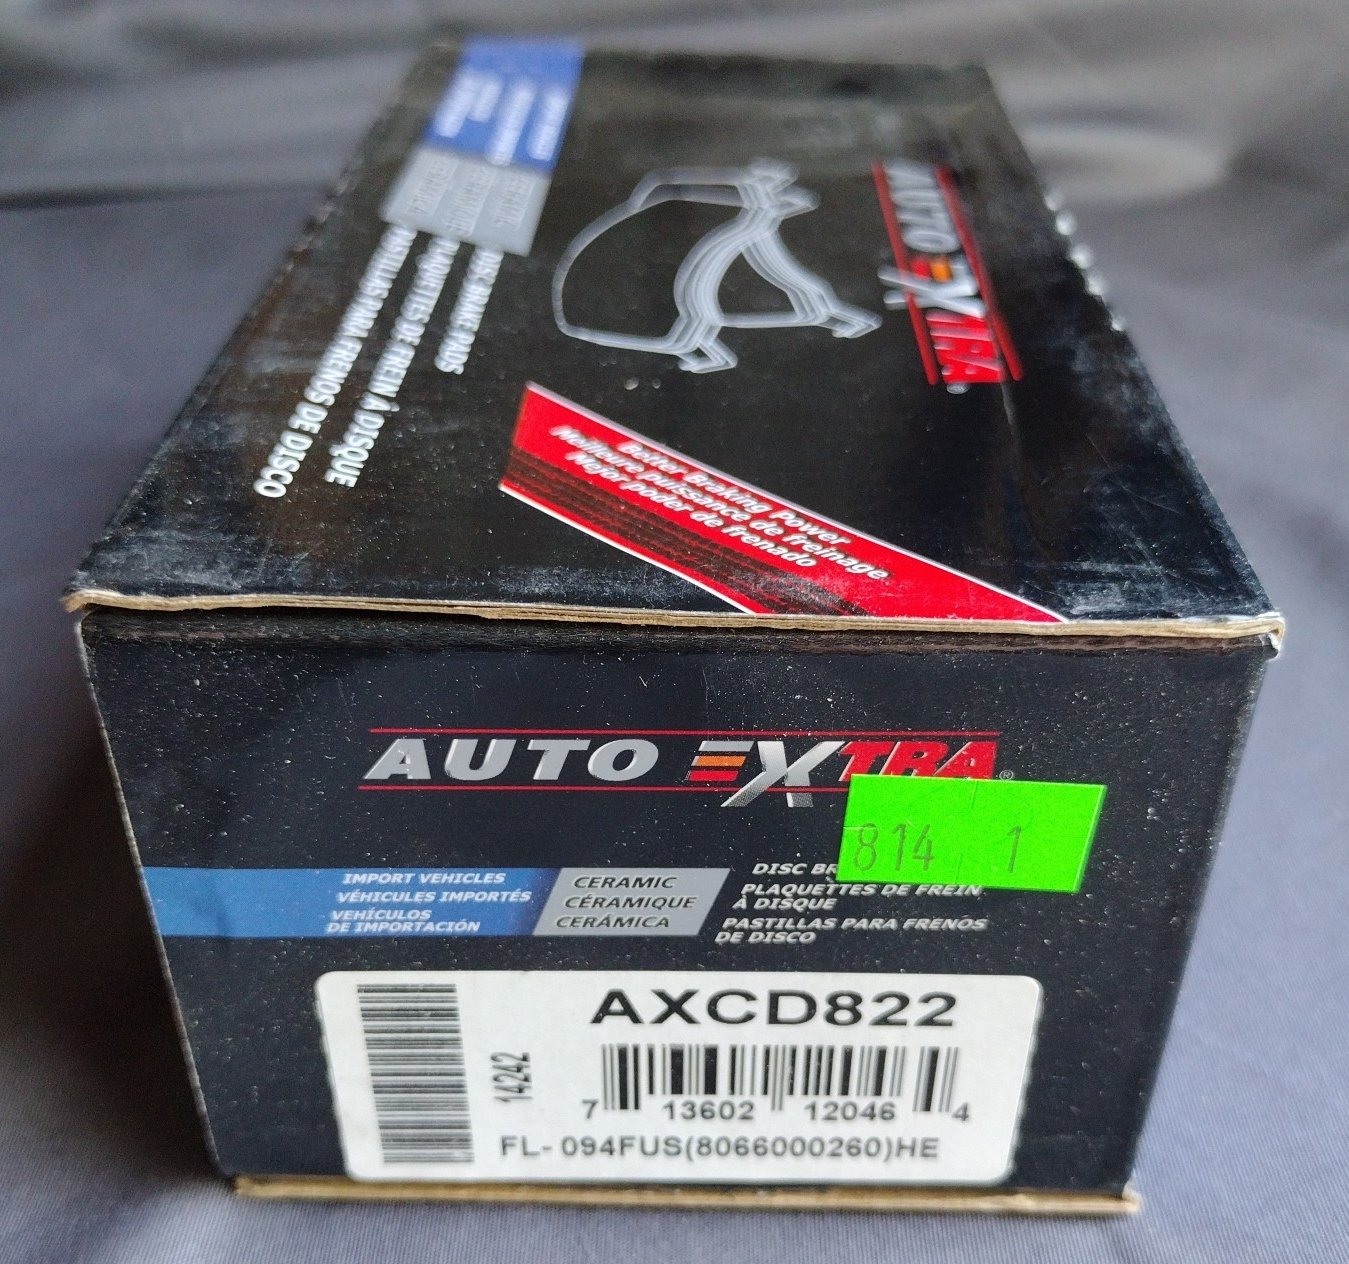 AUTO EXTRA®
DISC BRAKE PADS
PLAQUETTES DE FREIN À DISQUE
PASTILLAS PARA FRENOS DE DISCO
Better Braking Power
Meilleure puissance de freinage
Mejor poder de frenado
AUTO EXTRA®
814 1
IMPORT VEHICLES
VÉHICULES IMPORTÉS
VEHÍCULOS
DE IMPORTACIÓN
CERAMIC
CÉRAMIQUE
CERÁMICA
DISC
PLAQUETTES DE FREIN
À DISQUE
PASTILLAS PARA FRENOS
DE DISCO
AXCD822
14242
7 13602 12046 4
FL- 094FUS(8066000260)HE